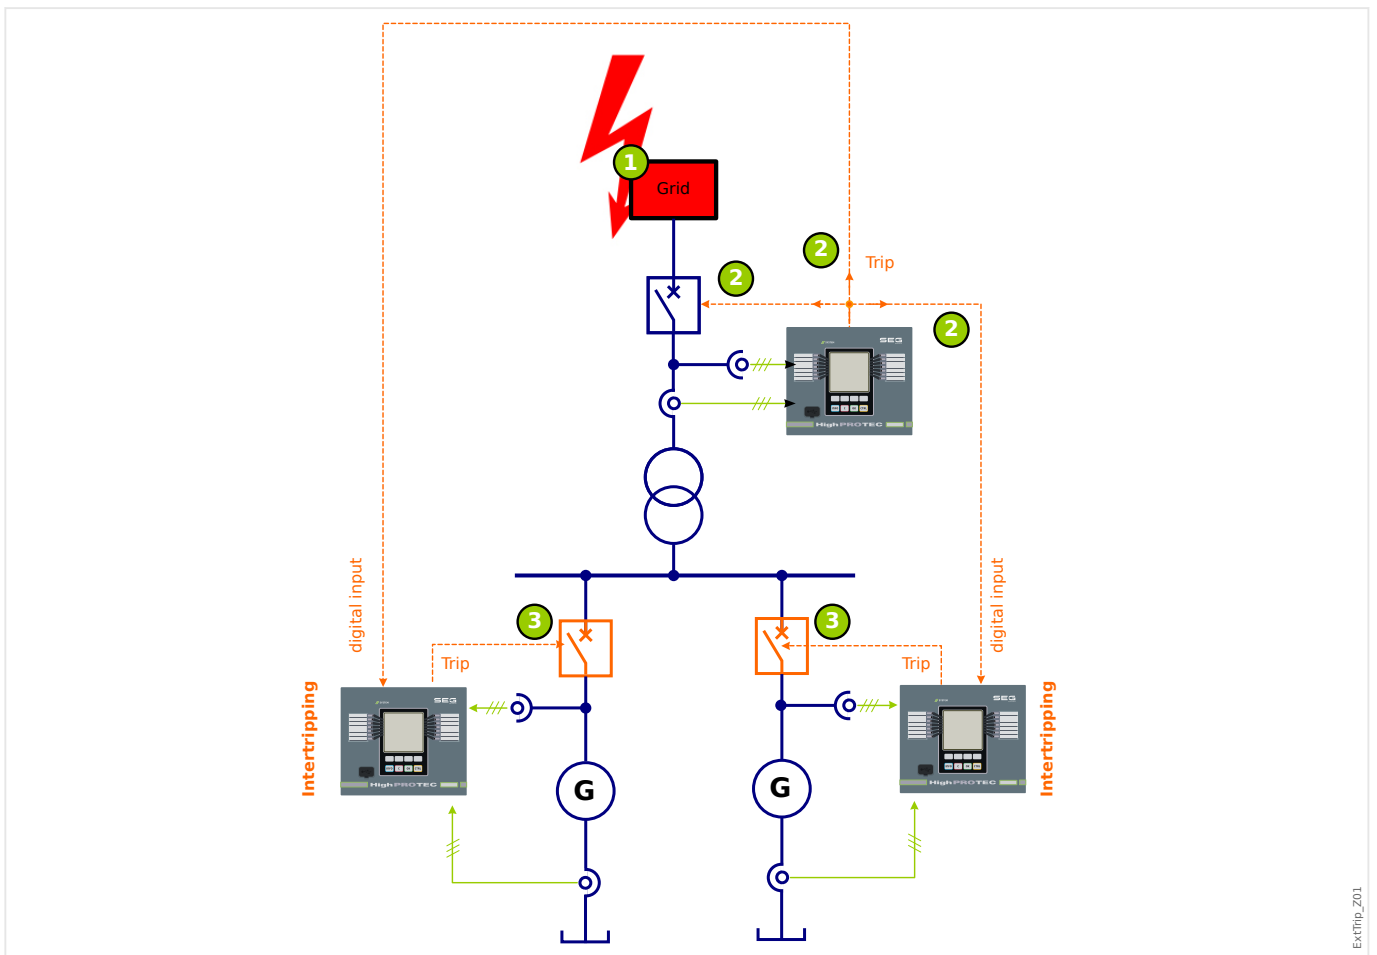 1
Grid
2
2
Trip
2
SEG
HighPROTEC
digital input
digital input
3
3
Trip
Trip
Intertripping
SEG
HighPROTEC
G
G
SEG
HighPROTEC
Intertripping
ExtTrip_Z01